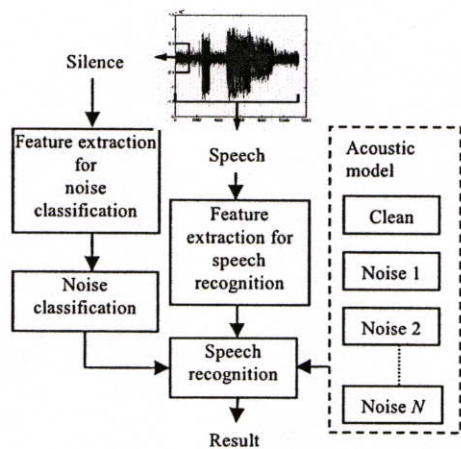 Silence
Feature extraction
for
noise
classification
Noise
classification
Speech
Feature
extraction for
speech
recognition
Speech
recognition
Result
Acoustic
model
Clean
Noise 1
Noise 2
Noise N